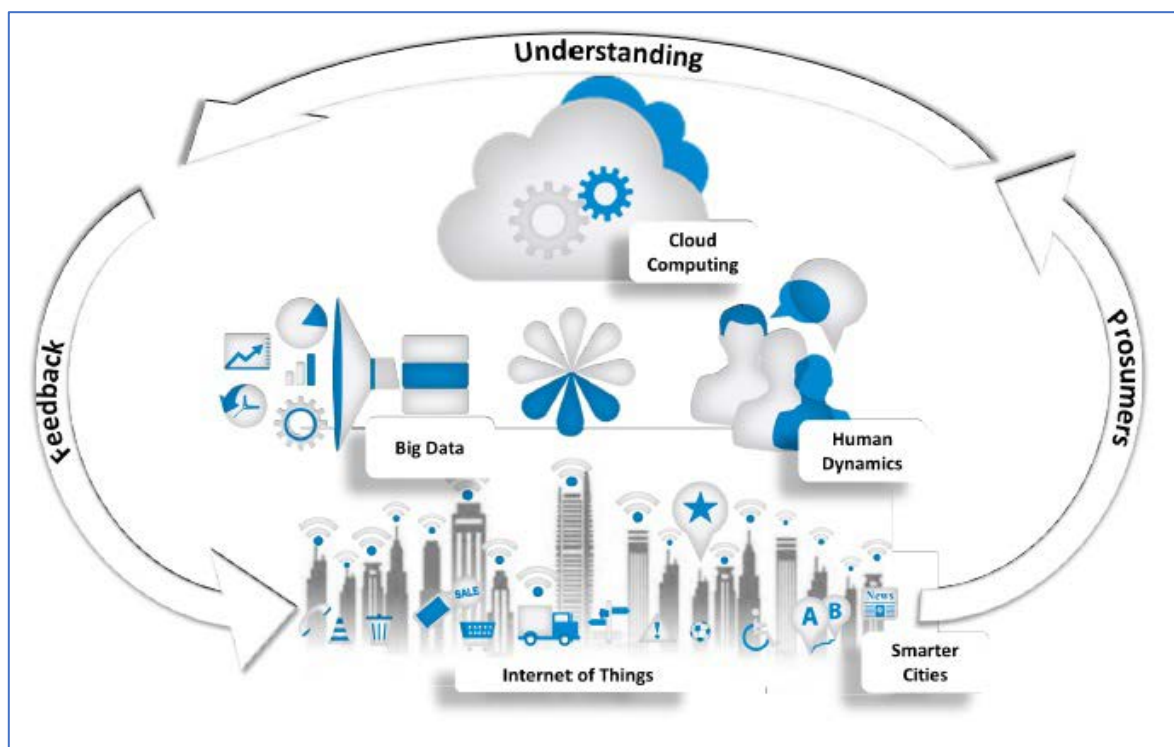 Understanding
Cloud
Computing
Feedback
Prosumers
Big Data
Human
Dynamics
SALE
A B
News
Internet of Things
Smarter
Cities